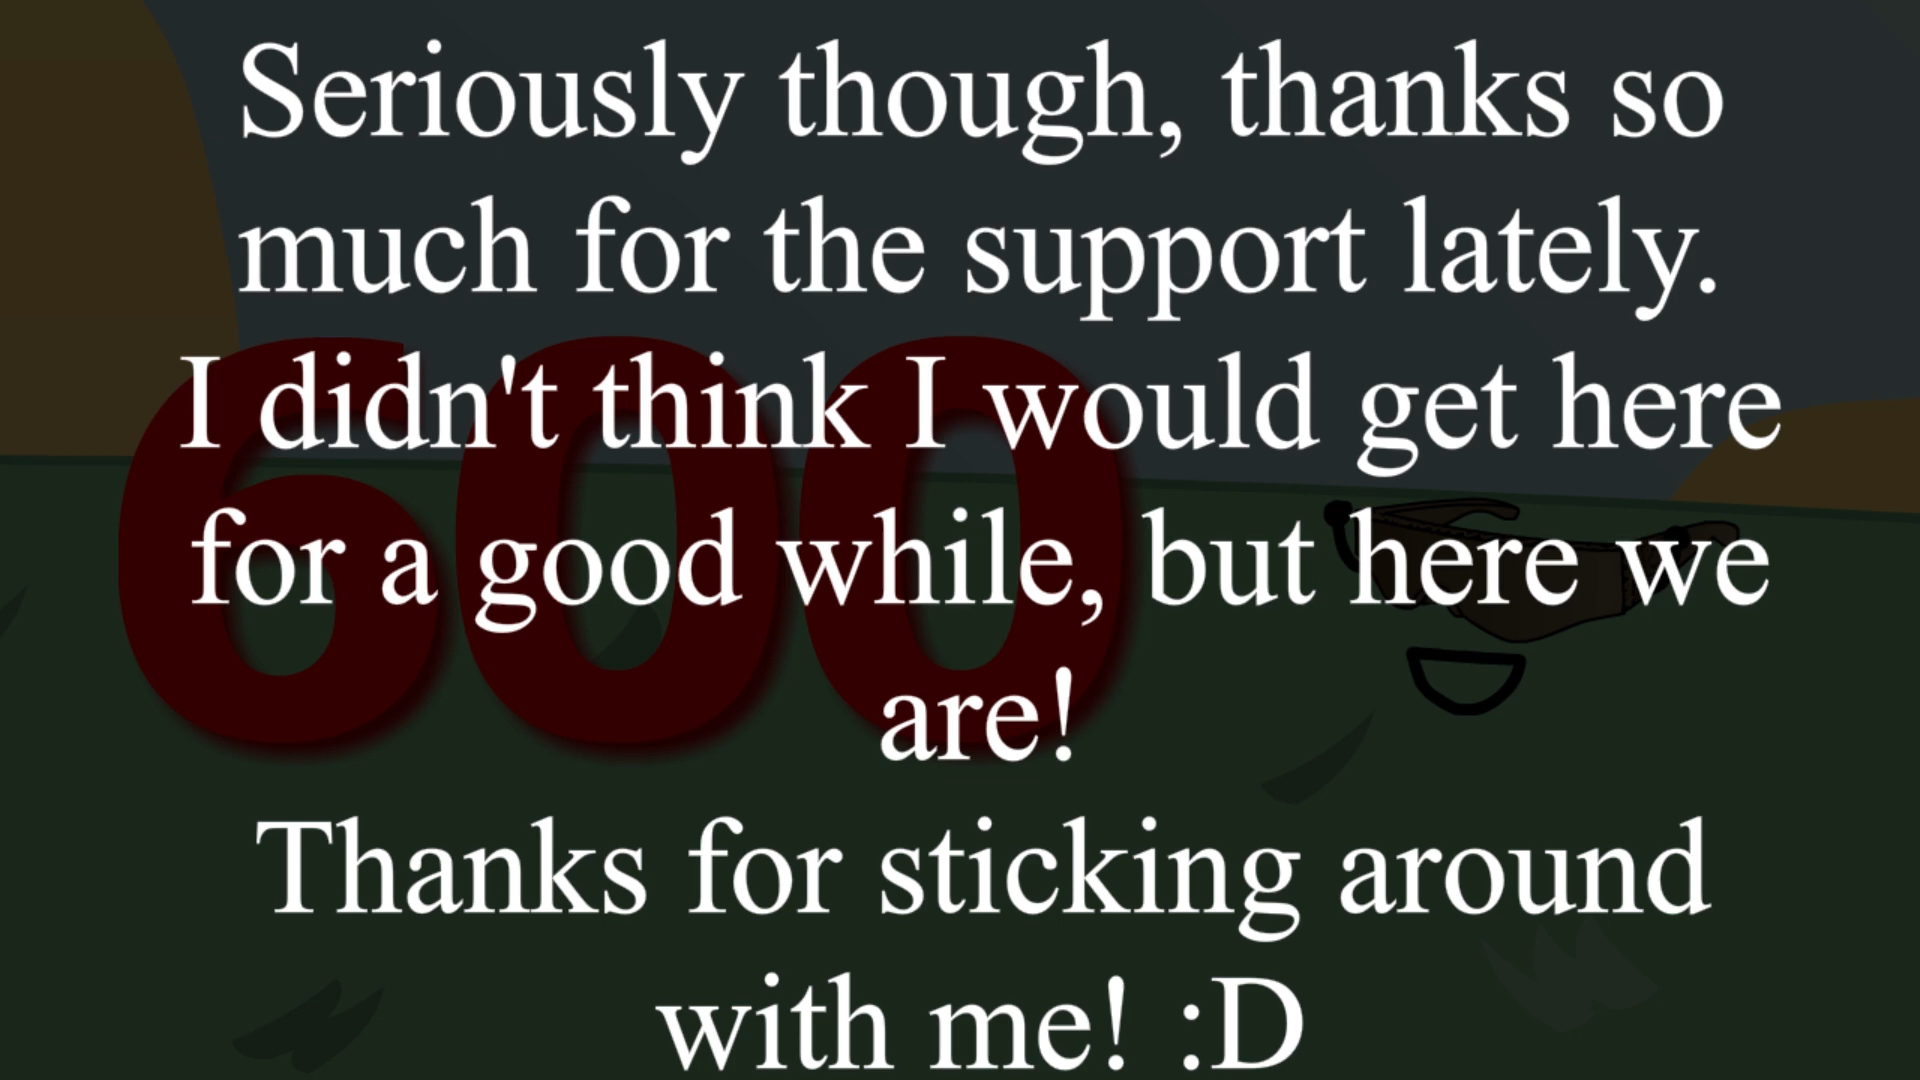 Seriously though, thanks so
much for the support lately.
I didn't think I would get here
for a good while, but here we
are!
Thanks for sticking around
with me! :D
600